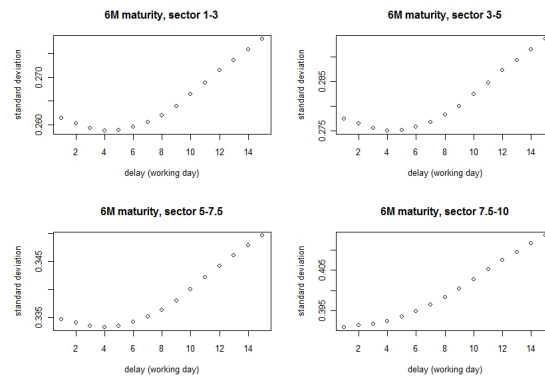 6M maturity, sector 1-3
standard deviation
0.260 0.270
2 4 6 8 10 12 14
delay (working day)
6M maturity, sector 3-5
standard deviation
0.275 0.285
2 4 6 8 10 12 14
delay (working day)
6M maturity, sector 5-7.5
standard deviation
0.335 0.345
2 4 6 8 10 12 14
delay (working day)
6M maturity, sector 7.5-10
standard deviation
0.395 0.405
2 4 6 8 10 12 14
delay (working day)